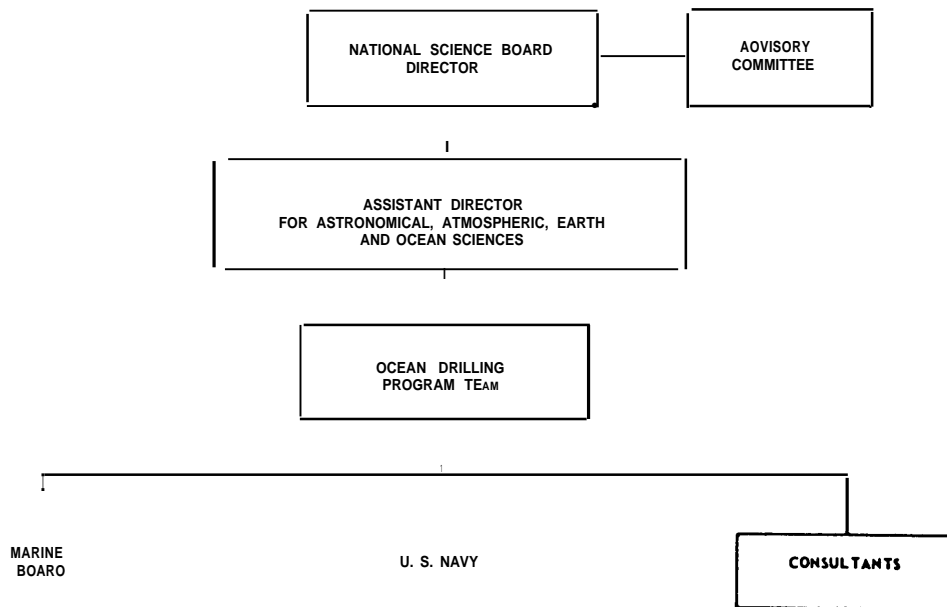 NATIONAL SCIENCE BOARD
DIRECTOR
AOVISORY
COMMITTEE
ASSISTANT DIRECTOR
FOR ASTRONOMICAL, ATMOSPHERIC, EARTH
AND OCEAN SCIENCES
OCEAN DRILLING
PROGRAM TEAM
MARINE
BOARO
U. S. NAVY
CONSULTANTS